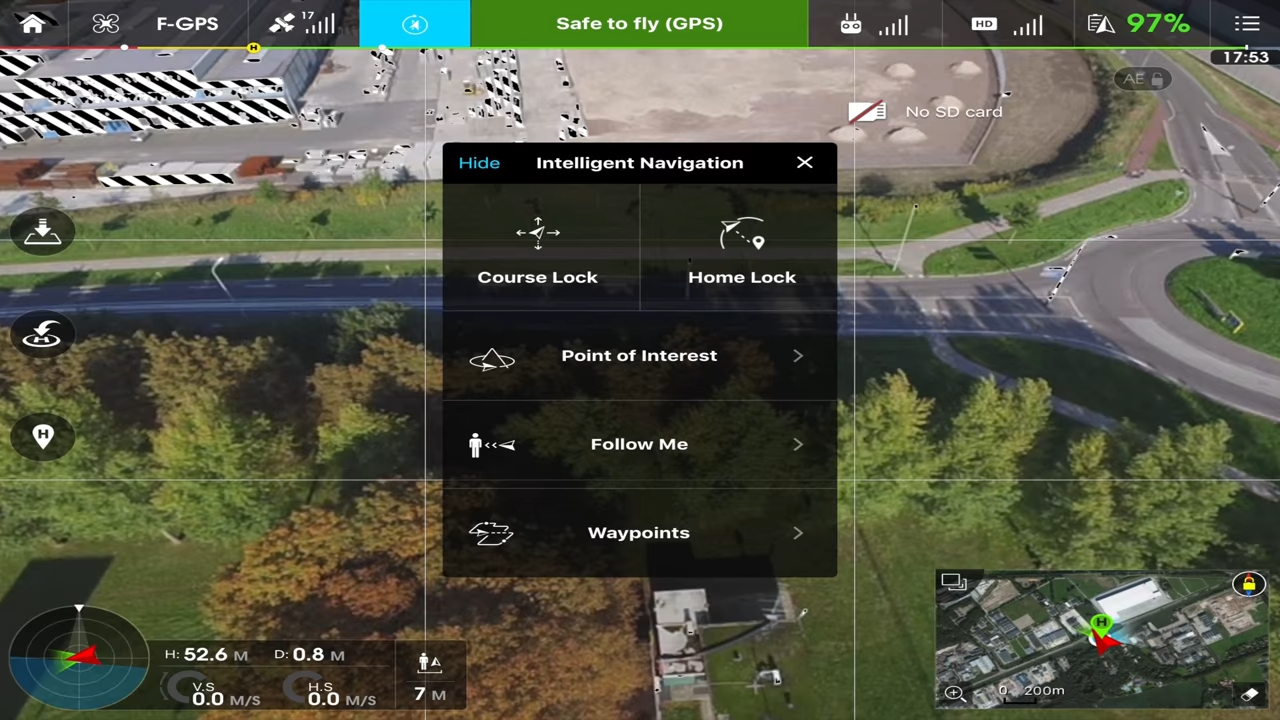 F-GPS
17
Safe to fly (GPS)
HD
97%
H
17:53
AE
No SD card
Hide
Intelligent Navigation
Course Lock
Home Lock
Point of Interest
H
Follow Me
H
Waypoints
H
H: 52.6 M
D: 0.8 M
V.S
0.0 M/S
H.S
0.0 M/S
7 M
0
200m